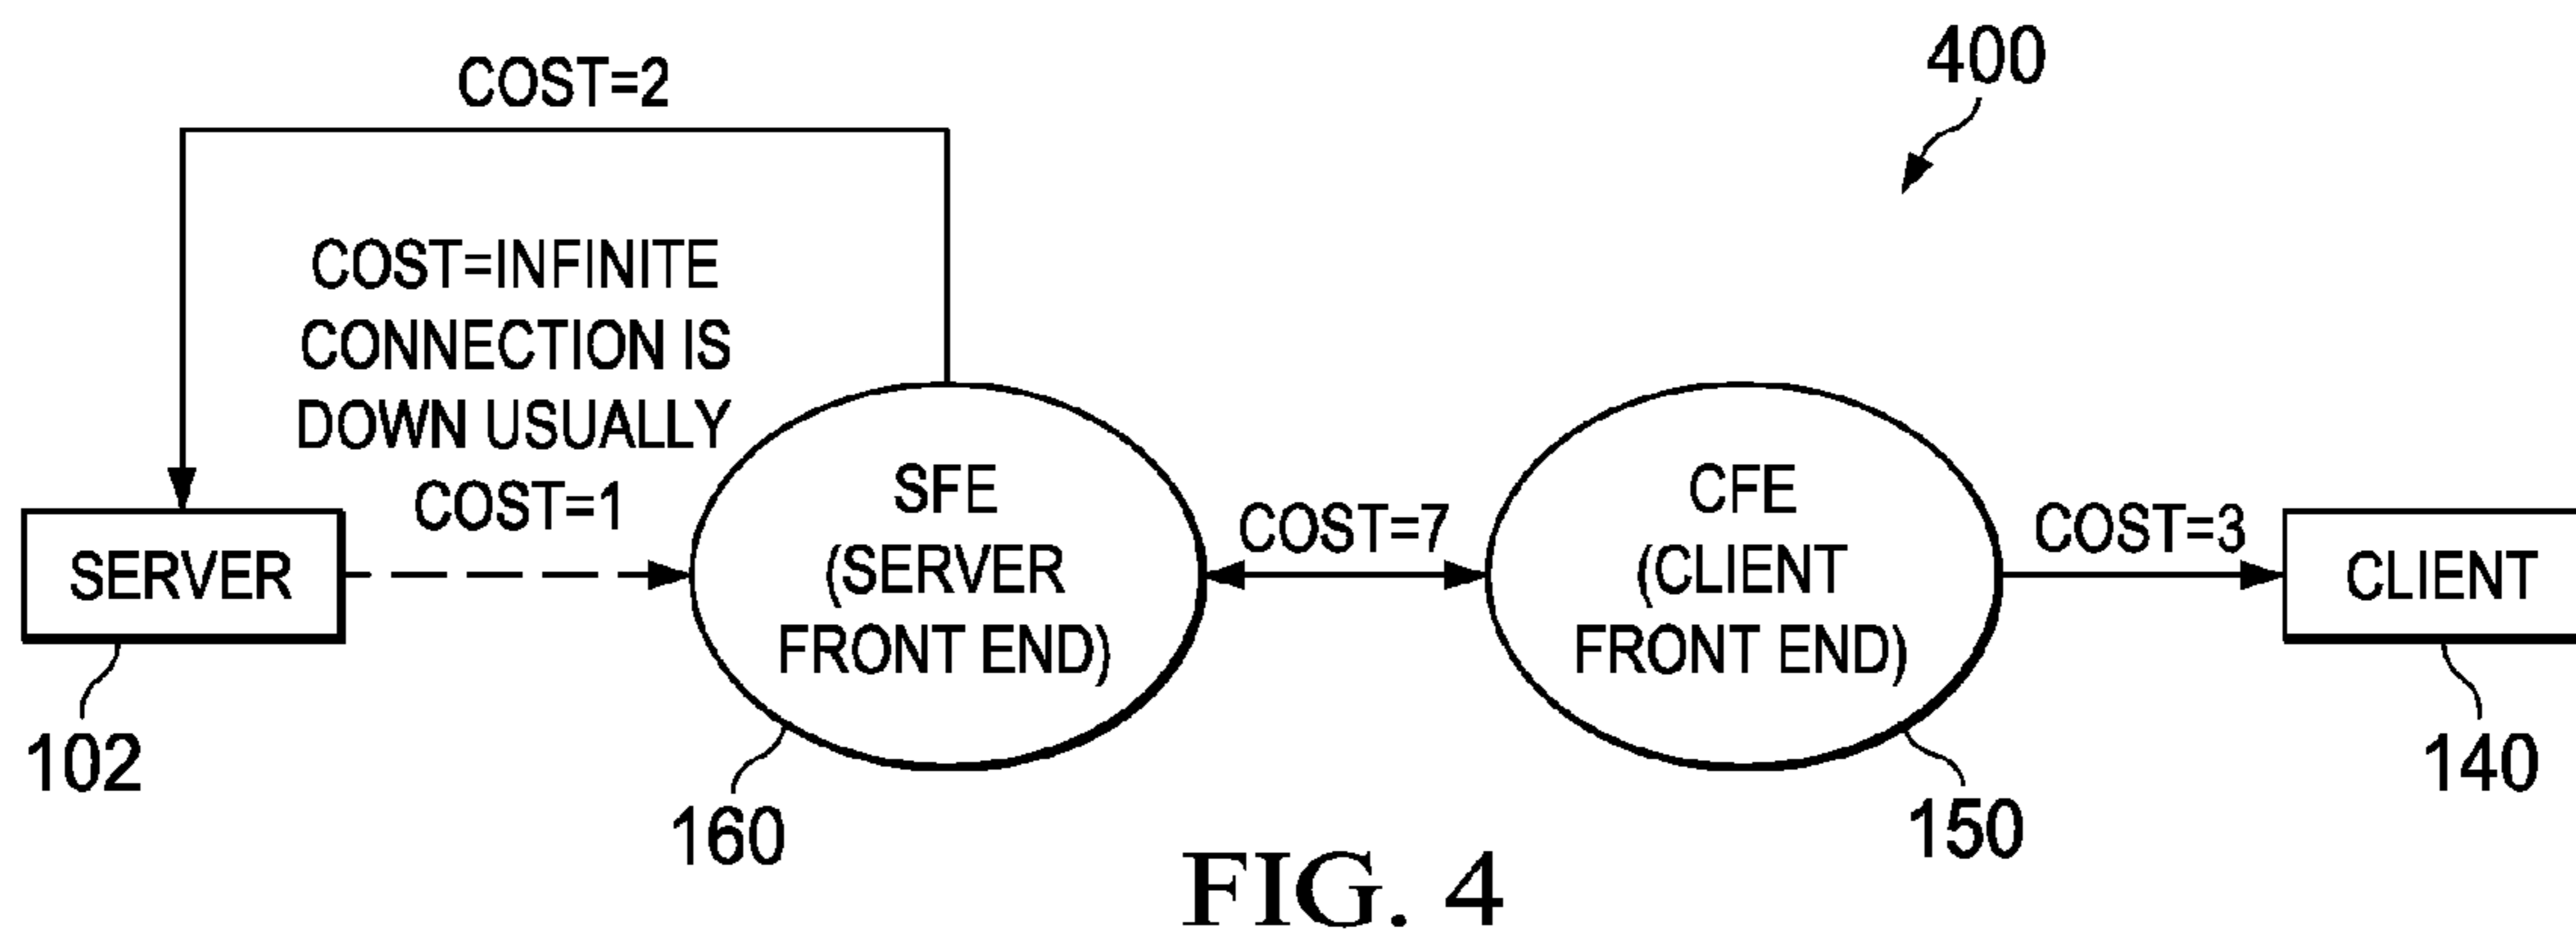 400
COST=2
COST=INFINITE
CONNECTION IS
DOWN USUALLY
COST=1
SERVER
102
SFE
(SERVER
FRONT END)
160
COST=7
CFE
(CLIENT
FRONT END)
150
COST=3
CLIENT
140
FIG. 4